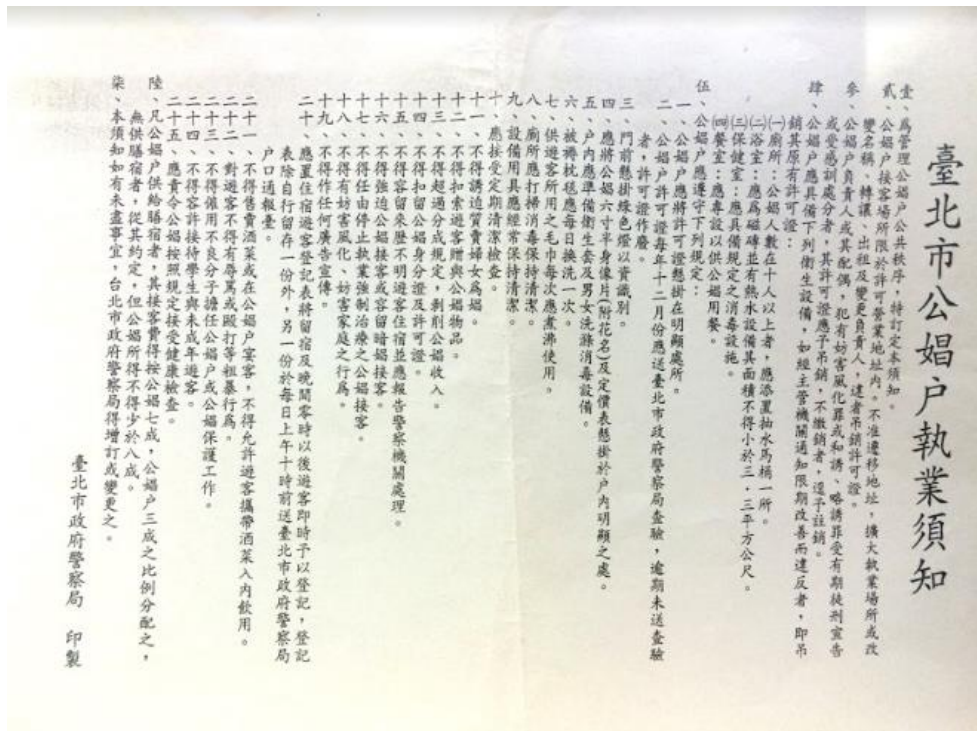 臺北市公娼户執業須知
壹、為管理公娼户公共秩序，特訂定本須知。
貳、公娼户接客場所限於許可營業地址內。不准遷移地址，擴大執業場所或改
變名稱、轉讓、出租及變更負責人，違者吊銷許可證。
參、公娼户負責人或其配偶，犯有妨害風化罪或和誘、略誘罪受有期徒刑宣告
或受感訓處分者，其許可證應予吊銷，不繳銷者，逕予註銷。
肆、公娼户應具備下列衛生設備，如經主管機關通知限期改善而違反者，即吊
銷其原有許可證：
㈠廁所：公娼人數在十人以上者，應添置抽水馬桶一所。
㈡浴室：應為磁磚並有熱水設備其面積不得小於三，三平方公尺。
㈢保健室：應具備規定之消毒設施。
㈣餐室：應專設以供公娼用餐。
伍、公娼户應遵守下列規定：
一、公娼户應將許可證懸掛在明顯處所。
二、公娼户許可證每年十二月份應送臺北市政府警察局查驗，逾期未送查驗
者，許可證作廢。
三、門前懸掛綠色燈以資識別。
四、應將公娼六寸半身像片(附花名)及定價表懸掛於户內明顯之處。
五、户內應準備衛生套及男女洗滌消毒設備
六、被褥枕毯應每日換洗一次。
七、供遊客所用之毛巾每次應煮沸使用。
八、廁所應打掃消毒保持清潔。
九、設備用具應經常保持清潔。
十、應接受定期清潔檢查。
十一、不得誘迫質賣婦女為娼。
十二、不得扣索遊客贈與公娼物品。
十三、不得超過分成規定，剝削公娼收入。
十四、不得扣留公娼身分證及許可證。
十五、不得容留來歷不明遊客住宿並應報告警察機關處理。
十六、不得強迫公娼接客或容留暗娼接客。
十七、不得任由停止執業強制治療之公娼接客。
十八、不得有妨害風化、妨害家庭之行為。
十九、不得作任何廣告宣傳。
二十、應置住宿遊客登記表將留宿及晚間零時以後遊客即時予以登記，登記
表除自行留存一份外，另一份於每日上午十時前送臺北市政府警察局
户口通報臺。
二十一、不得售賣酒菜或在公娼户宴客，不得允許遊客攜帶酒菜入內飲用。
二十二、對遊客不得有辱罵或毆打等粗暴行為。
二十三、不得僱用不良分子擔任公娼户或公娼保護工作。
二十四、不得容許接待學生與未成年遊客。
二十五、應責令公娼按照規定接受健康檢查。
陸、凡公娼户供給膳宿者，其接客費得按公娼七成，公娼户三成之比例分配之，
無供膳宿者，從其約定，但公娼所得不得少於八成。
柒、本須知如有未盡事宜，台北市政府警察局得增訂或變更之。
臺北市政府警察局 印製